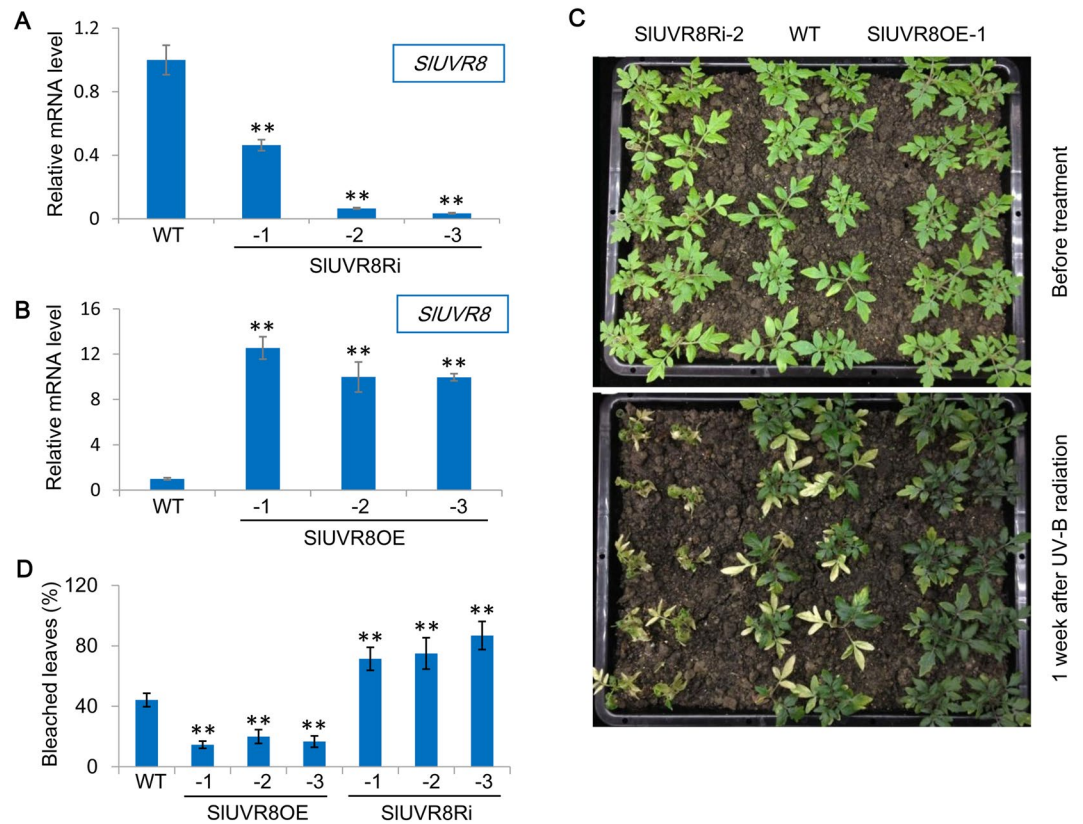 A
Relative mRNA level
1.2
0.8
0.4
0
SlUVR8
**
**
**
WT
-1
-2
-3
SlUVR8Ri
B
Relative mRNA level
16
12
8
4
0
SlUVR8
**
**
**
WT
-1
-2
-3
SlUVR8OE
D
Bleached leaves (%)
120
80
40
0
**
**
**
**
**
**
WT
-1
-2
-3
-1
-2
-3
SlUVR8OE
SlUVR8Ri
C
SlUVR8Ri-2 WT SlUVR8OE-1
Before treatment
1 week after UV-B radiation